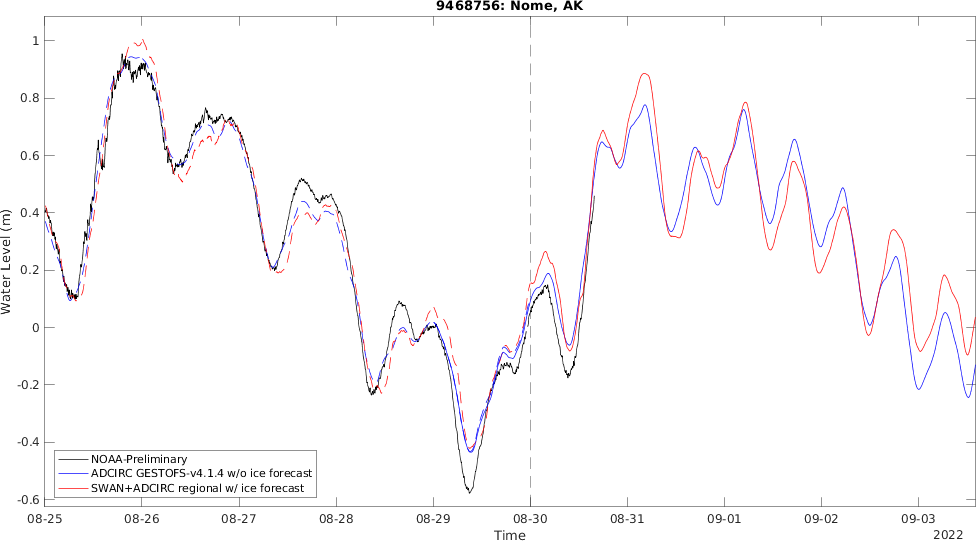 9468756: Nome, AK
1
0.8
0.6
0.4
0.2
0
-0.2
-0.4
-0.6
Water Level (m)
NOAA-Preliminary
ADCIRC GESTOFS-v4.1.4 w/o ice forecast
SWAN+ADCIRC regional w/ ice forecast
08-25 08-26 08-27 08-28 08-29 08-30 08-31 09-01 09-02 09-03
Time
2022